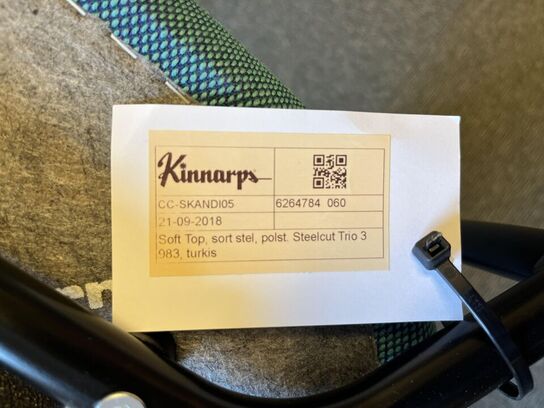 Kinnarps
CC-SKANDI05 6264784 060
21-09-2018
Soft Top, sort stel, polst. Steelcut Trio 3
983, turkis